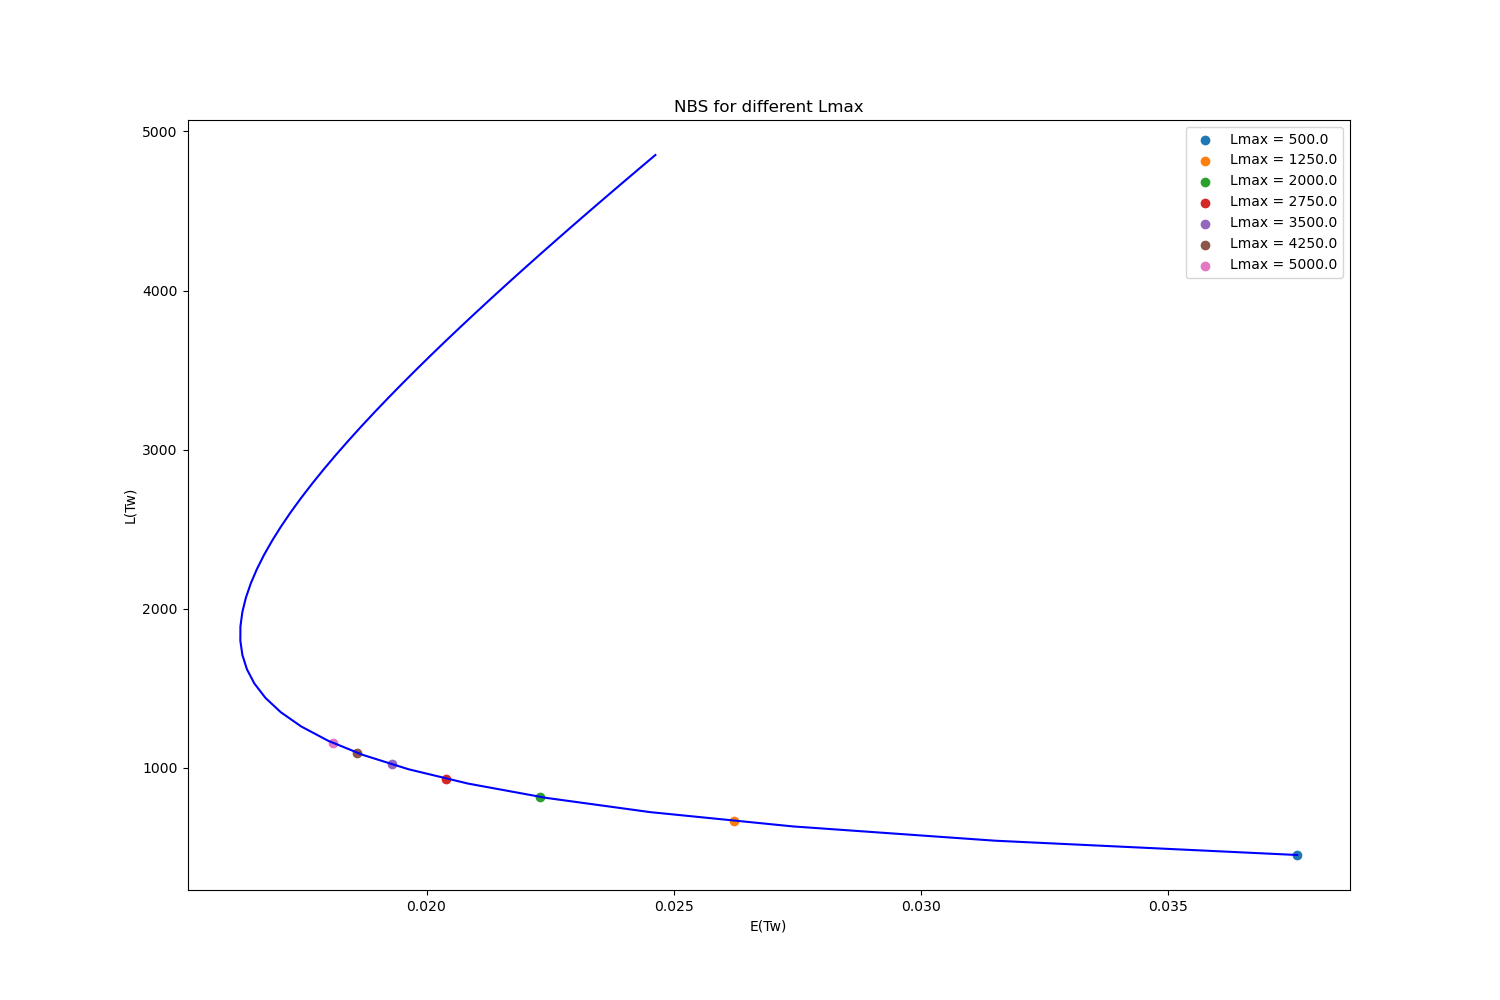 NBS for different Lmax
5000
4000
3000
2000
1000
L(Tw)
0.020
0.025
0.030
0.035
E(Tw)
Lmax = 500.0
Lmax = 1250.0
Lmax = 2000.0
Lmax = 2750.0
Lmax = 3500.0
Lmax = 4250.0
Lmax = 5000.0